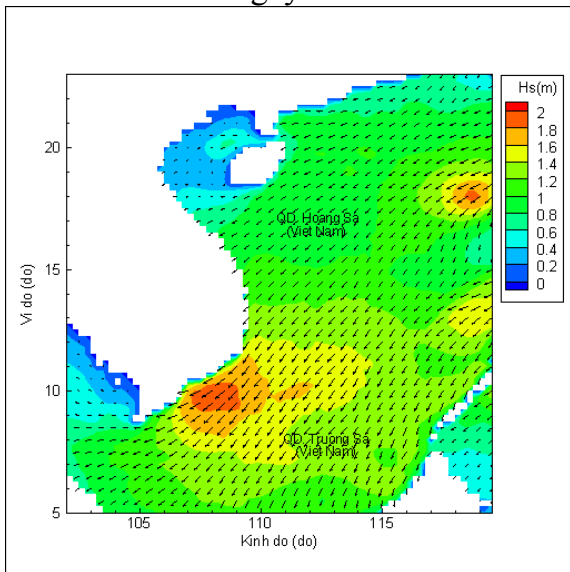 Hs(m)
2
1.8
1.6
1.4
1.2
1
0.8
0.6
0.4
0.2
0
20
15
10
5
Vi do (do)
QD. Hoang Sa
(Viet Nam)
QD. Truong Sa
(Viet Nam)
105
110
115
Kinh do (do)